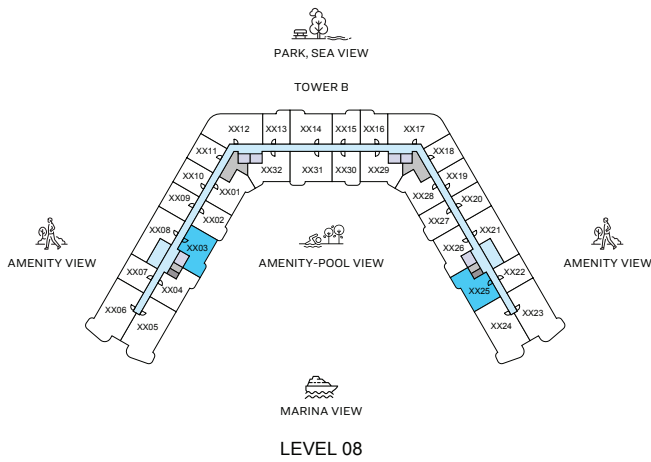 PARK, SEA VIEW
TOWER B
XX12 XX13 XX14 XX15 XX16 XX17
XX11 XX18
XX32 XX31 XX30 XX29
XX10 XX19
XX01 XX28
XX09 XX20
XX02 XX27
XX08 XX21
XX03 XX26
AMENITY VIEW AMENITY-POOL VIEW AMENITY VIEW
XX07 XX22
XX04 XX25
XX06 XX23
XX05 XX24
MARINA VIEW
LEVEL 08